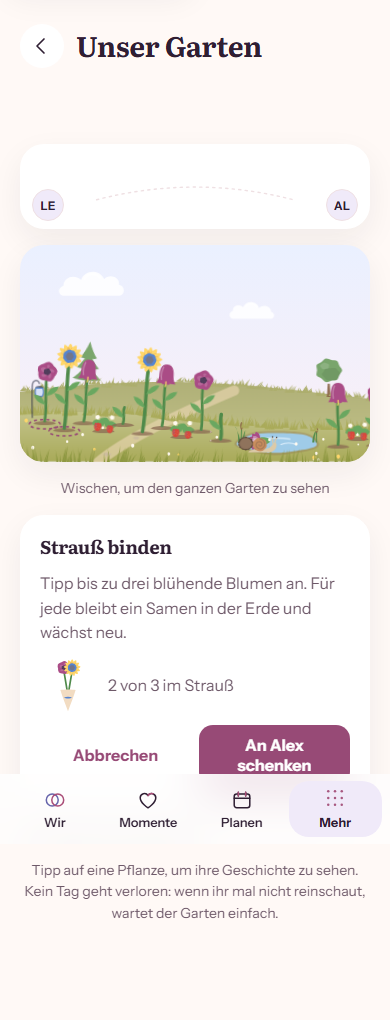 Unser Garten
LE
AL
Wischen, um den ganzen Garten zu sehen
Strauß binden
Tipp bis zu drei blühende Blumen an. Für
jede bleibt ein Samen in der Erde und
wächst neu.
2 von 3 im Strauß
Abbrechen
An Alex
schenken
Wir
Momente
Planen
Mehr
Tipp auf eine Pflanze, um ihre Geschichte zu sehen.
Kein Tag geht verloren: wenn ihr mal nicht reinschaut,
wartet der Garten einfach.